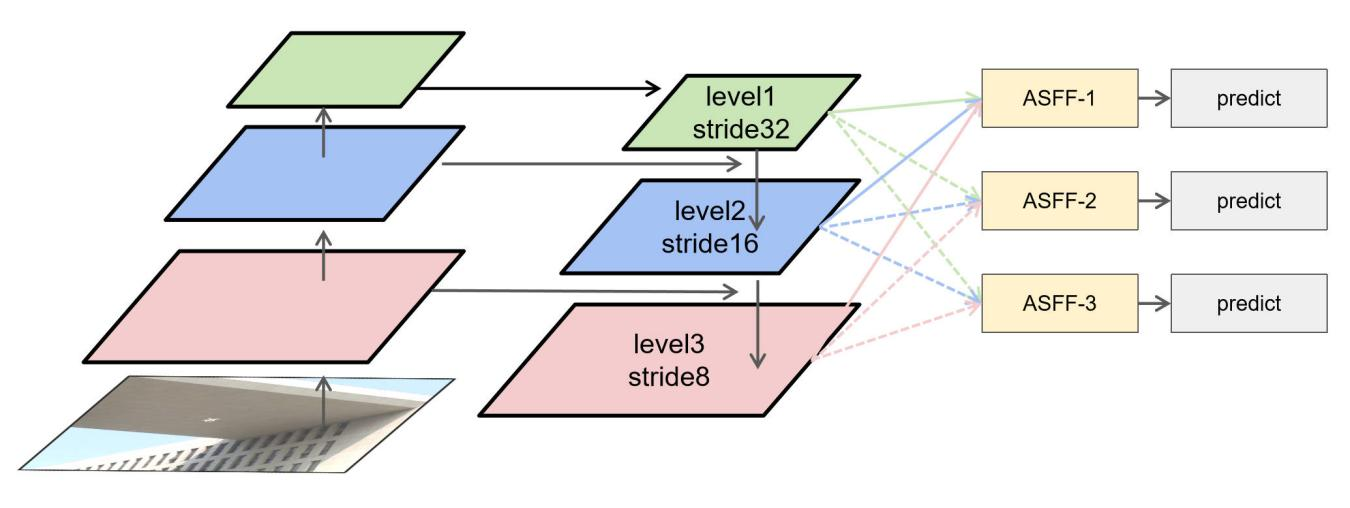 level1
stride32
level2
stride16
level3
stride8
ASFF-1
predict
ASFF-2
predict
ASFF-3
predict